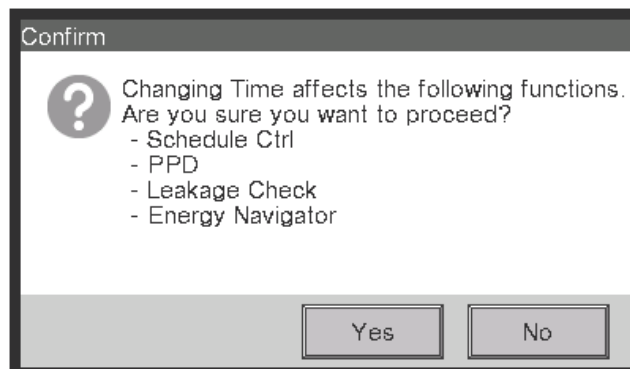 Confirm
Changing Time affects the following functions.
Are you sure you want to proceed?
- Schedule Ctrl
- PPD
- Leakage Check
- Energy Navigator
Yes
No